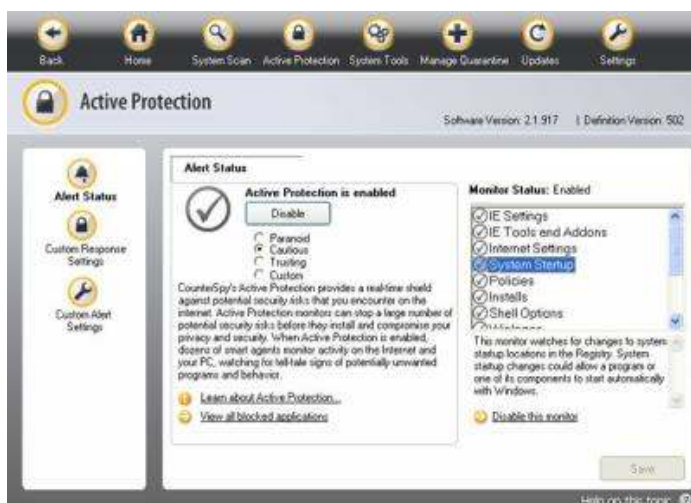 Back
Home
System Scan
Active Protection
System Tools
Manage Quarantine
Updates
Settings
Active Protection
Software Version: 2.1.917 | Definition Version: 502
Alert Status
Custom Response
Settings
Custom Alert
Settings
Alert Status
Active Protection is enabled
Disable
Paranoid
Cautious
Trusting
Custom
CounterSpy's Active Protection provides a real-time shield
against potential security risks that you encounter on the
internet. Active Protection monitors can stop a large number of
potential security risks before they install and compromise your
privacy and security. When Active Protection is enabled,
dozens of smart agents monitor activity on the Internet and
your PC, watching for tell-tale signs of potentially unwanted
programs and behavior.
Learn about Active Protection...
View all blocked applications
Monitor Status: Enabled
IE Settings
IE Tools and Addons
Internet Settings
System Startup
Policies
Installs
Shell Options
This monitor watches for changes to system
startup locations in the Registry. System
startup changes could allow a program or
one of its components to start automatically
with Windows.
Disable this monitor
Save
Help on this topic